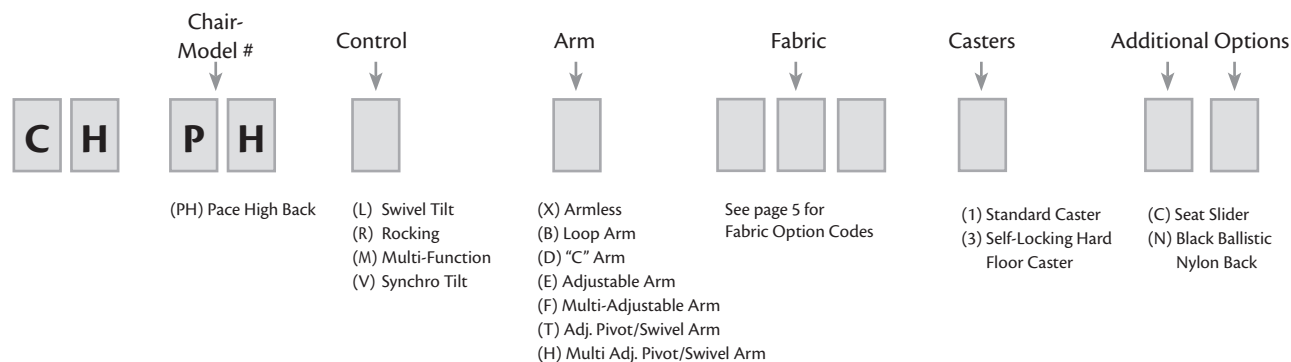 Chair-
Model #
Control
Arm
Fabric
Casters
Additional Options
C H P H
(PH) Pace High Back
(L) Swivel Tilt
(R) Rocking
(M) Multi-Function
(V) Synchro Tilt
(X) Armless
(B) Loop Arm
(D) "C" Arm
(E) Adjustable Arm
(F) Multi-Adjustable Arm
(T) Adj. Pivot/Swivel Arm
(H) Multi Adj. Pivot/Swivel Arm
See page 5 for
Fabric Option Codes
(1) Standard Caster
(3) Self-Locking Hard
Floor Caster
(C) Seat Slider
(N) Black Ballistic
Nylon Back